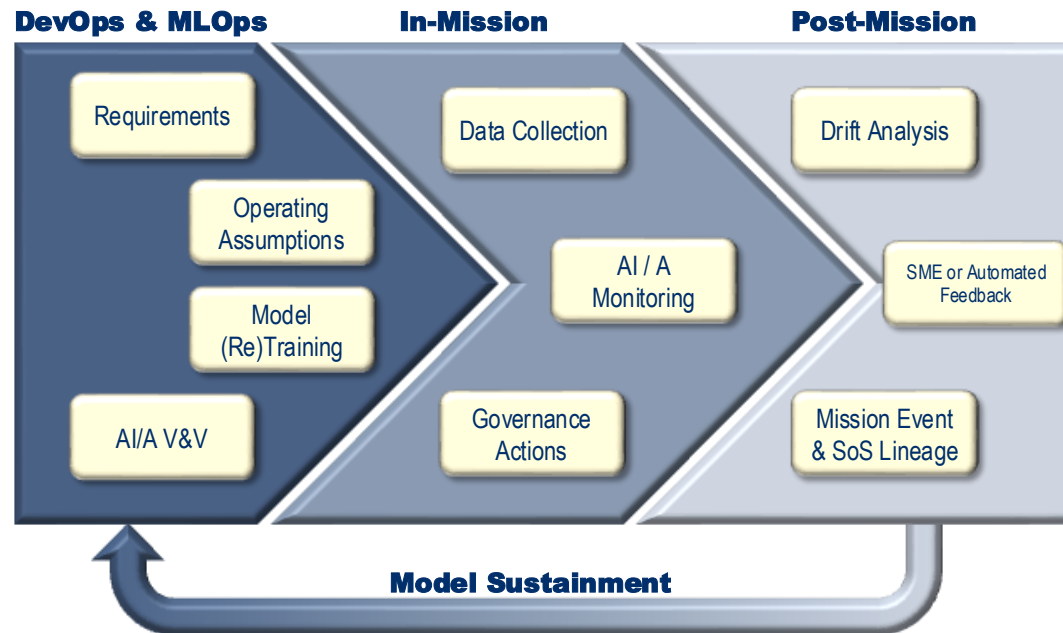 DevOps & MLOps
In-Mission
Post-Mission
Requirements
Operating
Assumptions
Model
(Re)Training
AI/A V&V
Data Collection
AI / A
Monitoring
Governance
Actions
Drift Analysis
SME or Automated
Feedback
Mission Event
& SoS Lineage
Model Sustainment